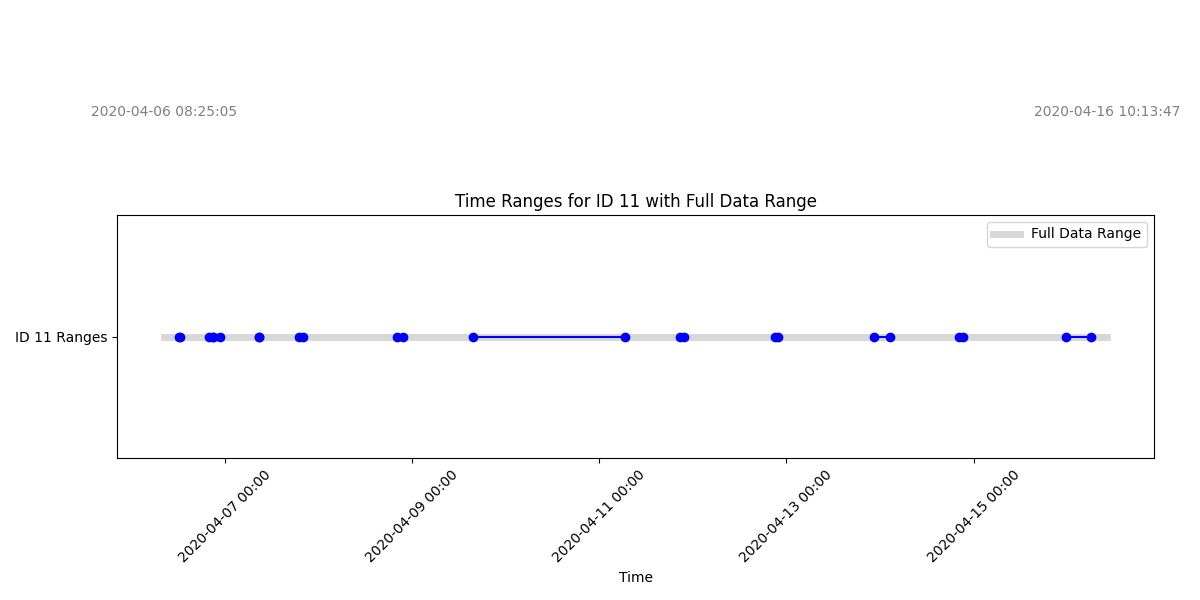 2020-04-06 08:25:05
2020-04-16 10:13:47
Time Ranges for ID 11 with Full Data Range
Full Data Range
ID 11 Ranges
2020-04-07 00:00
2020-04-09 00:00
2020-04-11 00:00
2020-04-13 00:00
2020-04-15 00:00
Time